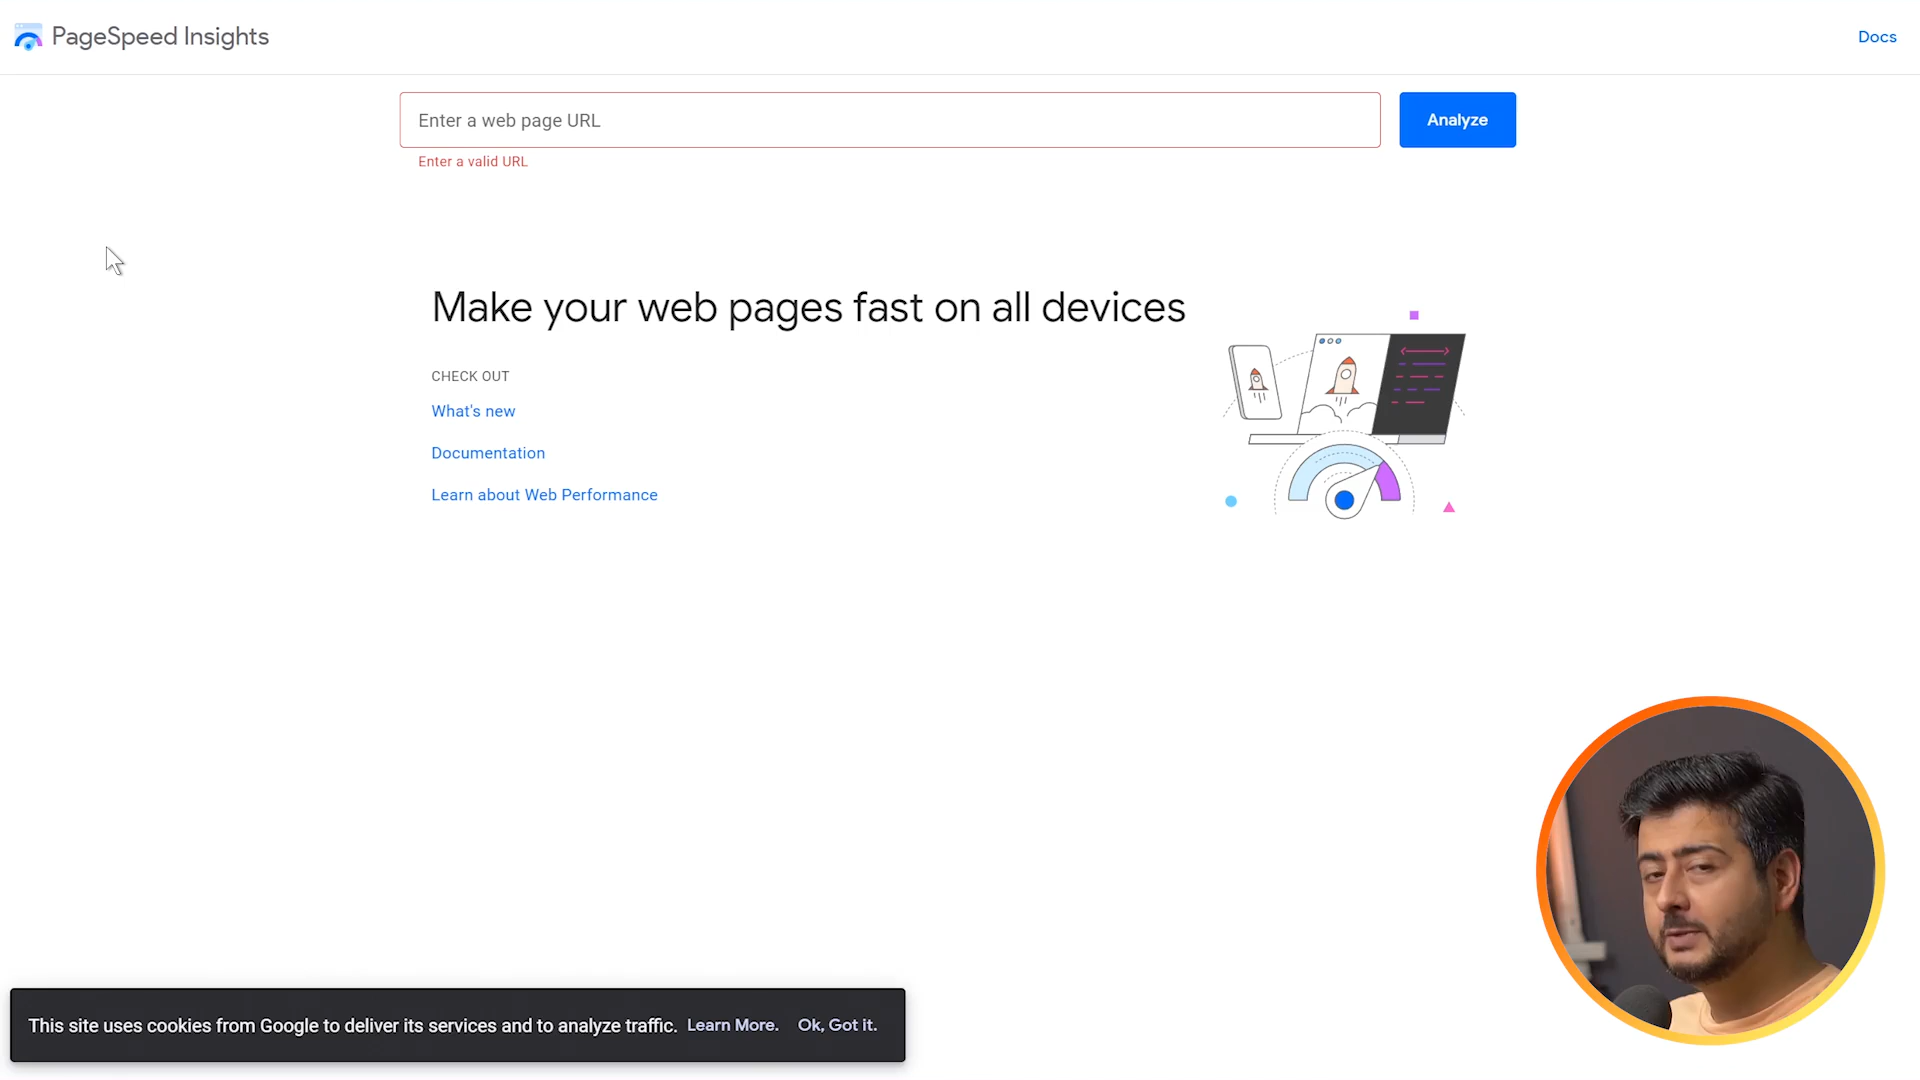 PageSpeed Insights
Docs
Enter a web page URL
Analyze
Enter a valid URL
Make your web pages fast on all devices
CHECK OUT
What's new
Documentation
Learn about Web Performance
This site uses cookies from Google to deliver its services and to analyze traffic. Learn More. Ok, Got it.